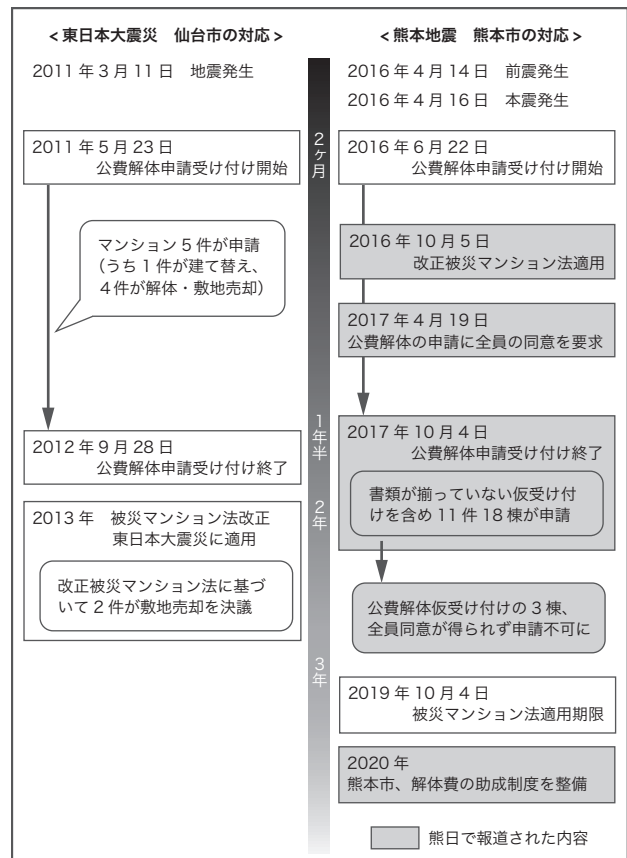 <東日本大震災 仙台市の対応>
2011年3月11日 地震発生
2011年5月23日
公費解体申請受け付け開始
マンション5件が申請
(うち1件が建て替え、
4件が解体・敷地売却)
2012年9月28日
公費解体申請受け付け終了
2013年 被災マンション法改正
東日本大震災に適用
改正被災マンション法に基づ
いて2件が敷地売却を決議
2ヶ月
1年半
2年
3年
<熊本地震 熊本市の対応>
2016年4月14日 前震発生
2016年4月16日 本震発生
2016年6月22日
公費解体申請受け付け開始
2016年10月5日
改正被災マンション法適用
2017年4月19日
公費解体の申請に全員の同意を要求
2017年10月4日
公費解体申請受け付け終了
書類が揃っていない仮受け付
けを含め11件18棟が申請
公費解体仮受け付けの3棟、
全員同意が得られず申請不可に
2019年10月4日
被災マンション法適用期限
2020年
熊本市、解体費の助成制度を整備
熊日で報道された内容